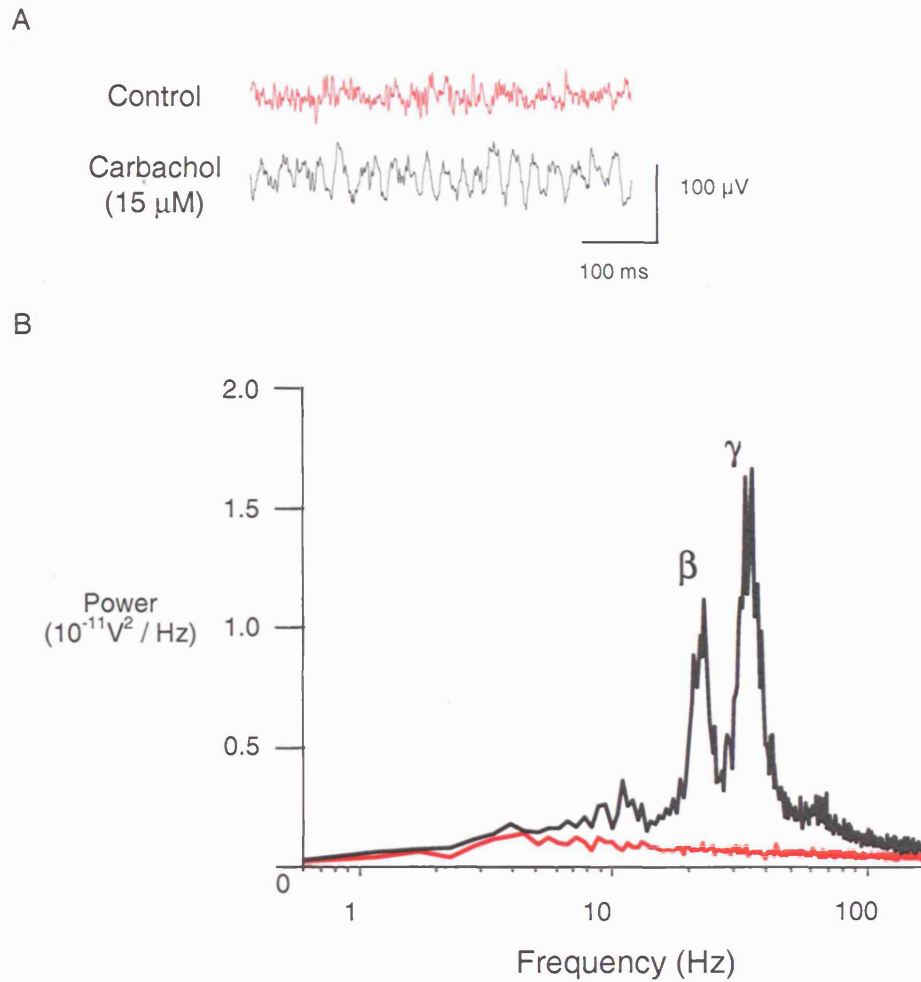 A
Control
Carbachol
(15 μM)
100 μV
100 ms
B
2.0
γ
1.5
β
Power
(10⁻¹¹V² / Hz)
1.0
0.5
0
1
10
100
Frequency (Hz)